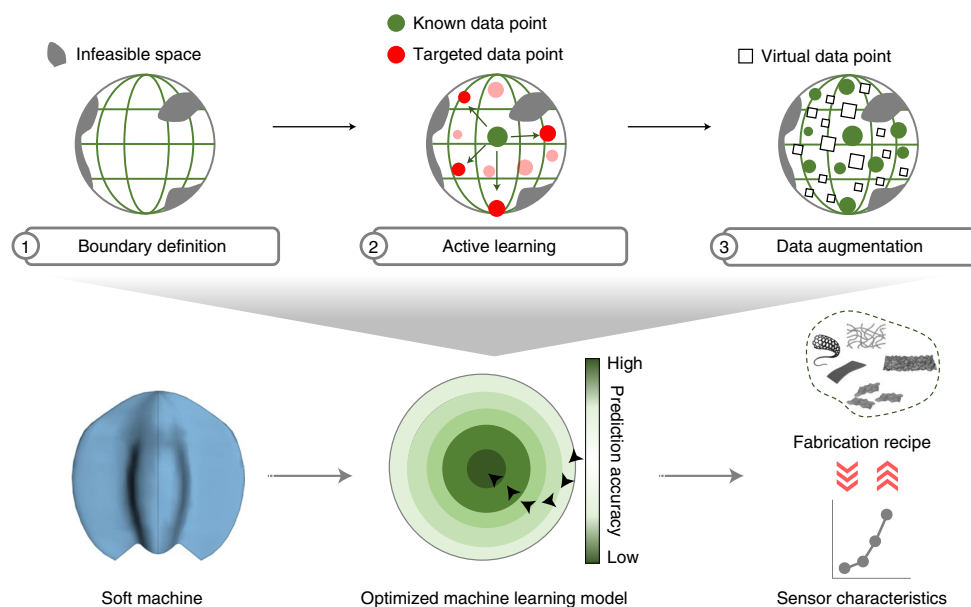 Infeasible space
Known data point
Targeted data point
Virtual data point
1 Boundary definition
2 Active learning
3 Data augmentation
High
Prediction accuracy
Low
Fabrication recipe
Soft machine
Optimized machine learning model
Sensor characteristics